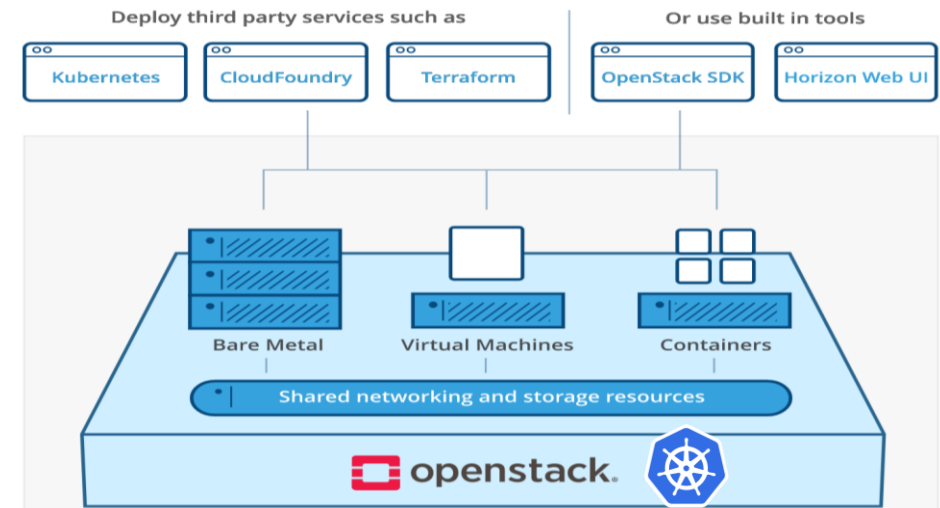 Deploy third party services such as
Or use built in tools
Kubernetes
CloudFoundry
Terraform
OpenStack SDK
Horizon Web UI
Bare Metal
Virtual Machines
Containers
Shared networking and storage resources
openstack.